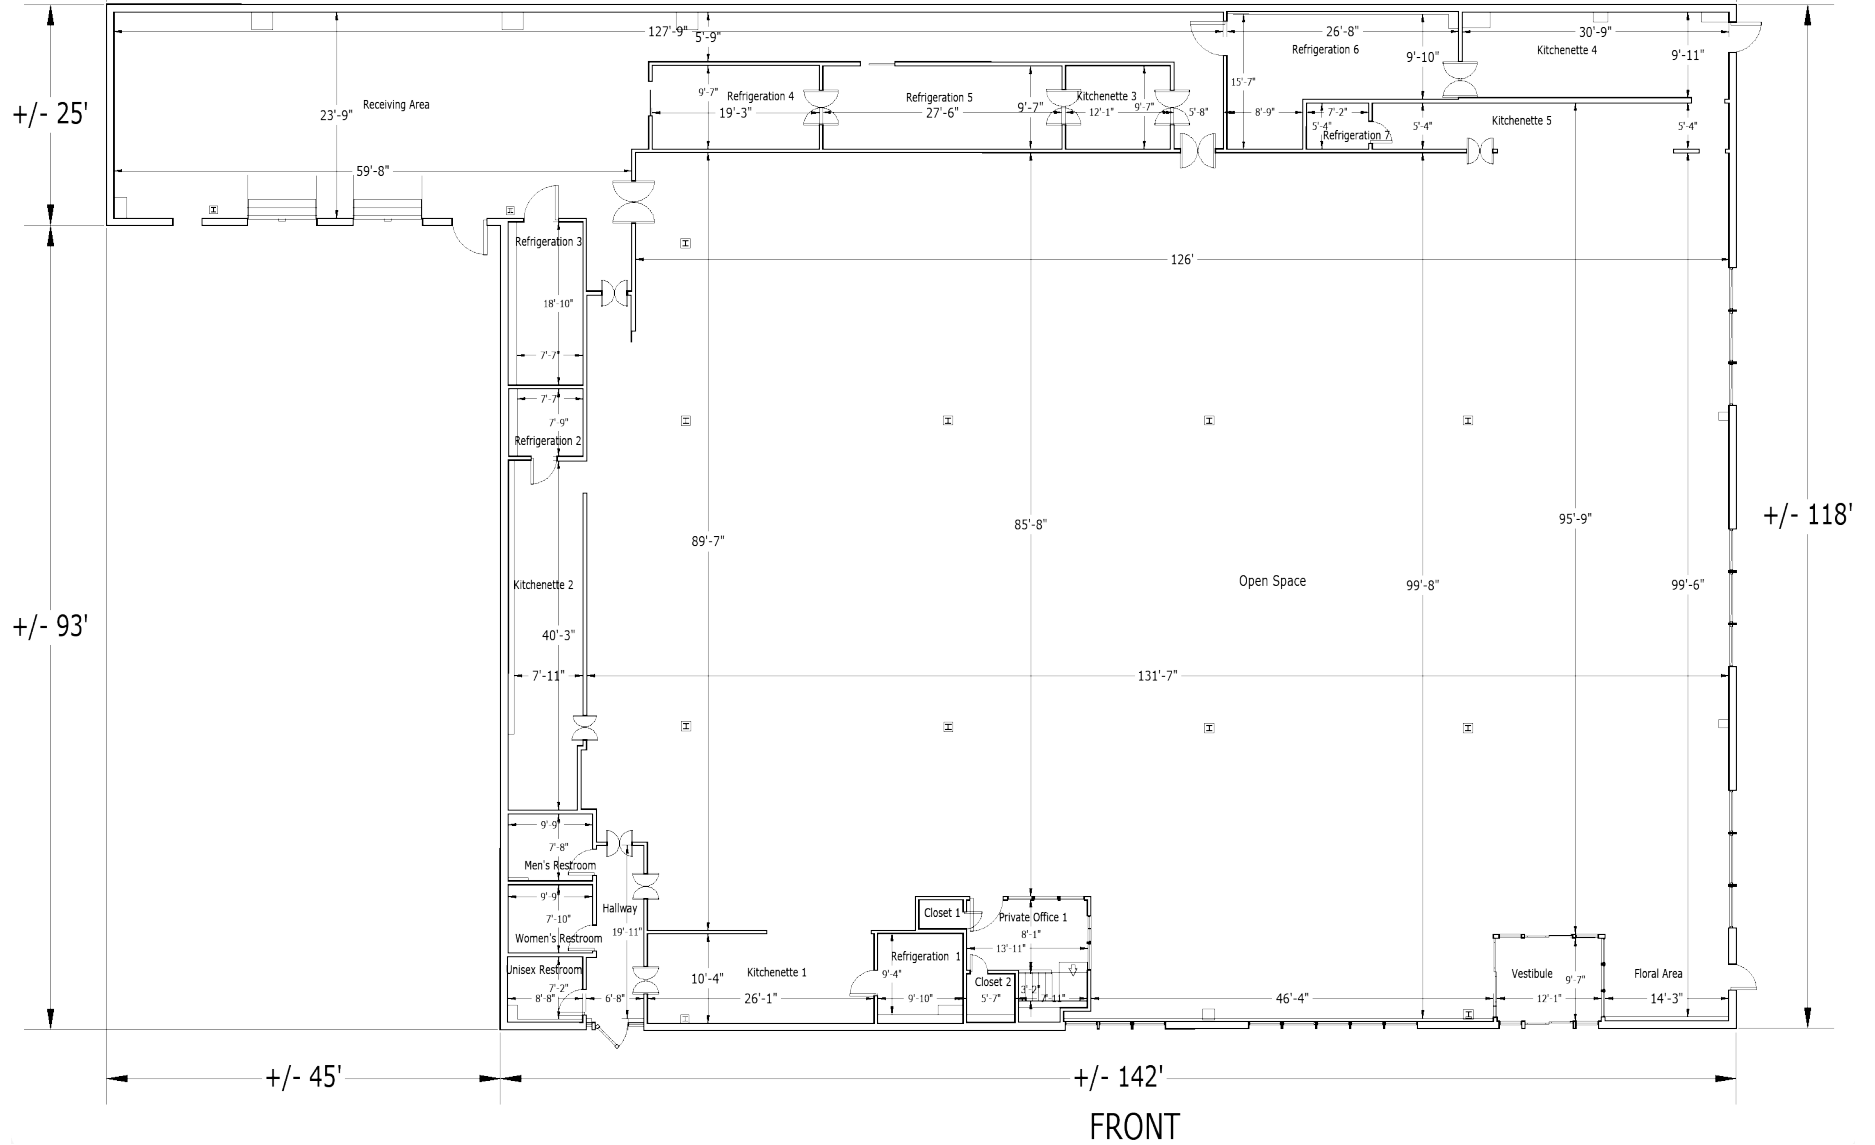 127'-9"
5'-9"
26'-8"
30'-9"
Refrigeration 6
Kitchenette 4
9'-10"
9'-11"
15'-7"
+/- 25'
Receiving Area
23'-9"
9'-7"
Refrigeration 4
19'-3"
Refrigeration 5
27'-6"
9'-7"
Kitchenette 3
12'-1"
9'-7"
5'-8"
8'-9"
7'-2"
5'-4"
Refrigeration 7
5'-4"
Kitchenette 5
5'-4"
59'-8"
Refrigeration 3
126'
18'-10"
7'-7"
7'-7"
7'-9"
Refrigeration 2
+/- 118'
95'-9"
85'-8"
89'-7"
Open Space
99'-8"
99'-6"
Kitchenette 2
+/- 93'
40'-3"
7'-11"
131'-7"
9'-9"
7'-8"
Men's Restroom
9'-9"
Hallway
7'-10"
19'-11"
Women's Restroom
Closet 1
Private Office 1
8'-1"
13'-11"
Refrigeration 1
Unisex Restroom
7'-2"
8'-8"
6'-8"
10'-4"
Kitchenette 1
26'-1"
9'-4"
9'-10"
Closet 2
5'-7"
3'-2"
7'-11"
46'-4"
Vestibule
9'-7"
12'-1"
Floral Area
14'-3"
+/- 45'
+/- 142'
FRONT